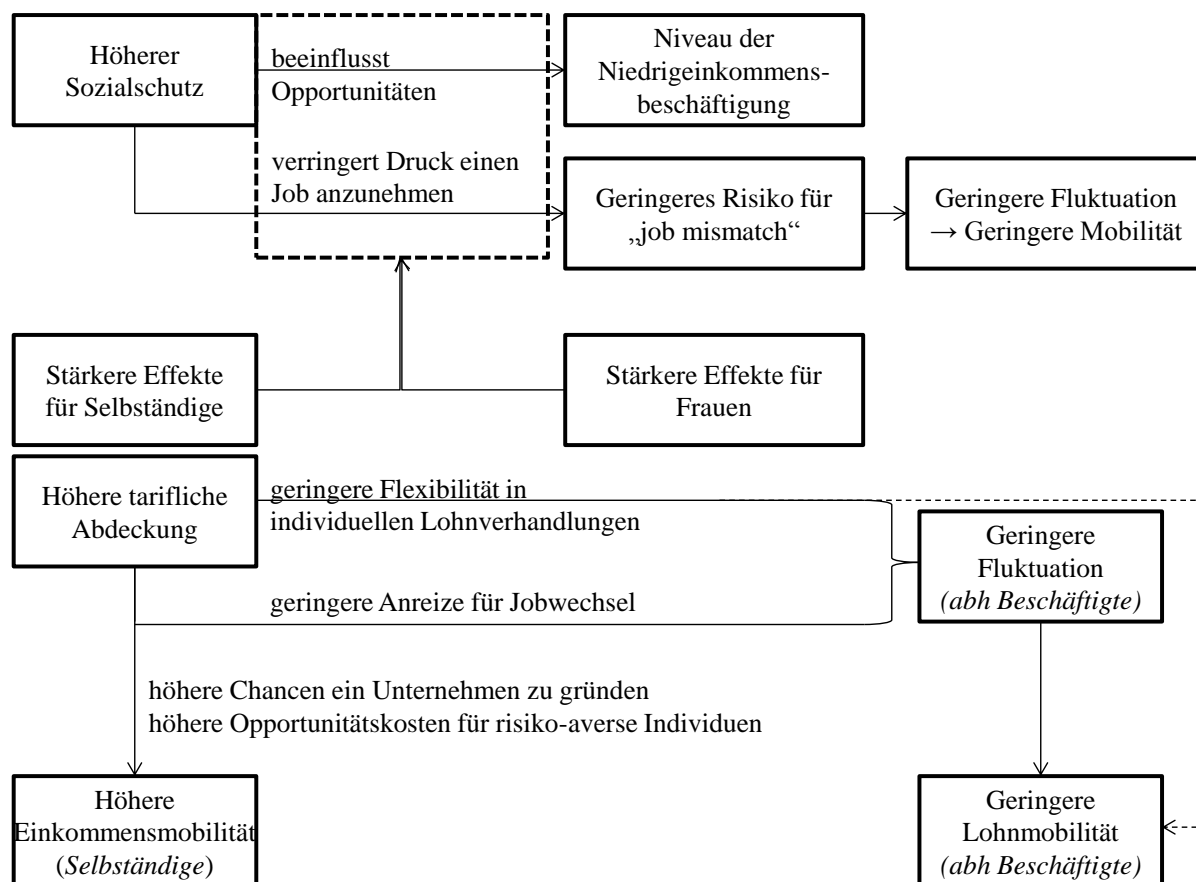 Höherer
Sozialschutz
beeinflusst
Opportunitäten
Niveau der
Niedrigeinkommens-
beschäftigung
verringert Druck einen
Job anzunehmen
Geringeres Risiko für
„job mismatch“
Geringere Fluktuation
→ Geringere Mobilität
Stärkere Effekte
für Selbständige
Stärkere Effekte für
Frauen
Höhere tarifliche
Abdeckung
geringere Flexibilität in
individuellen Lohnverhandlungen
geringere Anreize für Jobwechsel
Geringere
Fluktuation
(abh Beschäftigte)
höhere Chancen ein Unternehmen zu gründen
höhere Opportunitätskosten für risiko-averse Individuen
Höhere
Einkommensmobilität
(Selbständige)
Geringere
Lohnmobilität
(abh Beschäftigte)